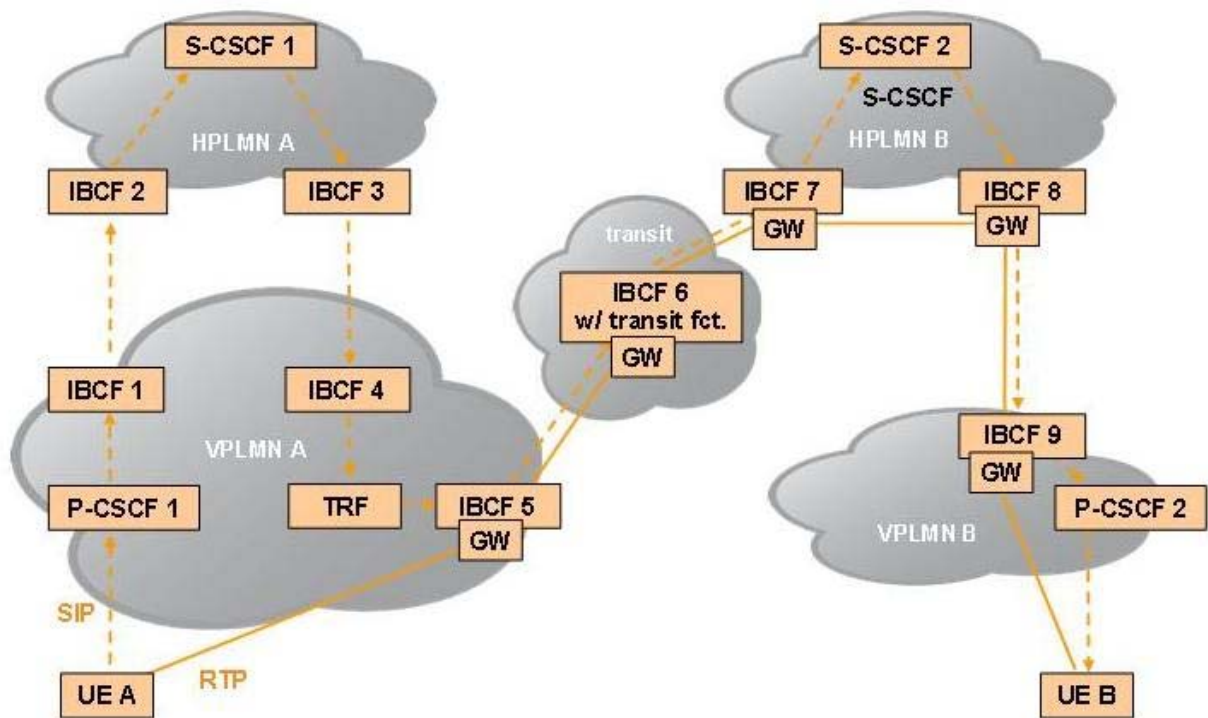 S-CSCF 1
S-CSCF 2
S-CSCF
HPLMN A
HPLMN B
IBCF 2
IBCF 3
IBCF 7
IBCF 8
GW
GW
transit
IBCF 6
w/ transit fct.
GW
IBCF 1
IBCF 4
VPLMN A
IBCF 9
GW
P-CSCF 1
TRF
IBCF 5
GW
P-CSCF 2
VPLMN B
SIP
RTP
UE A
UE B